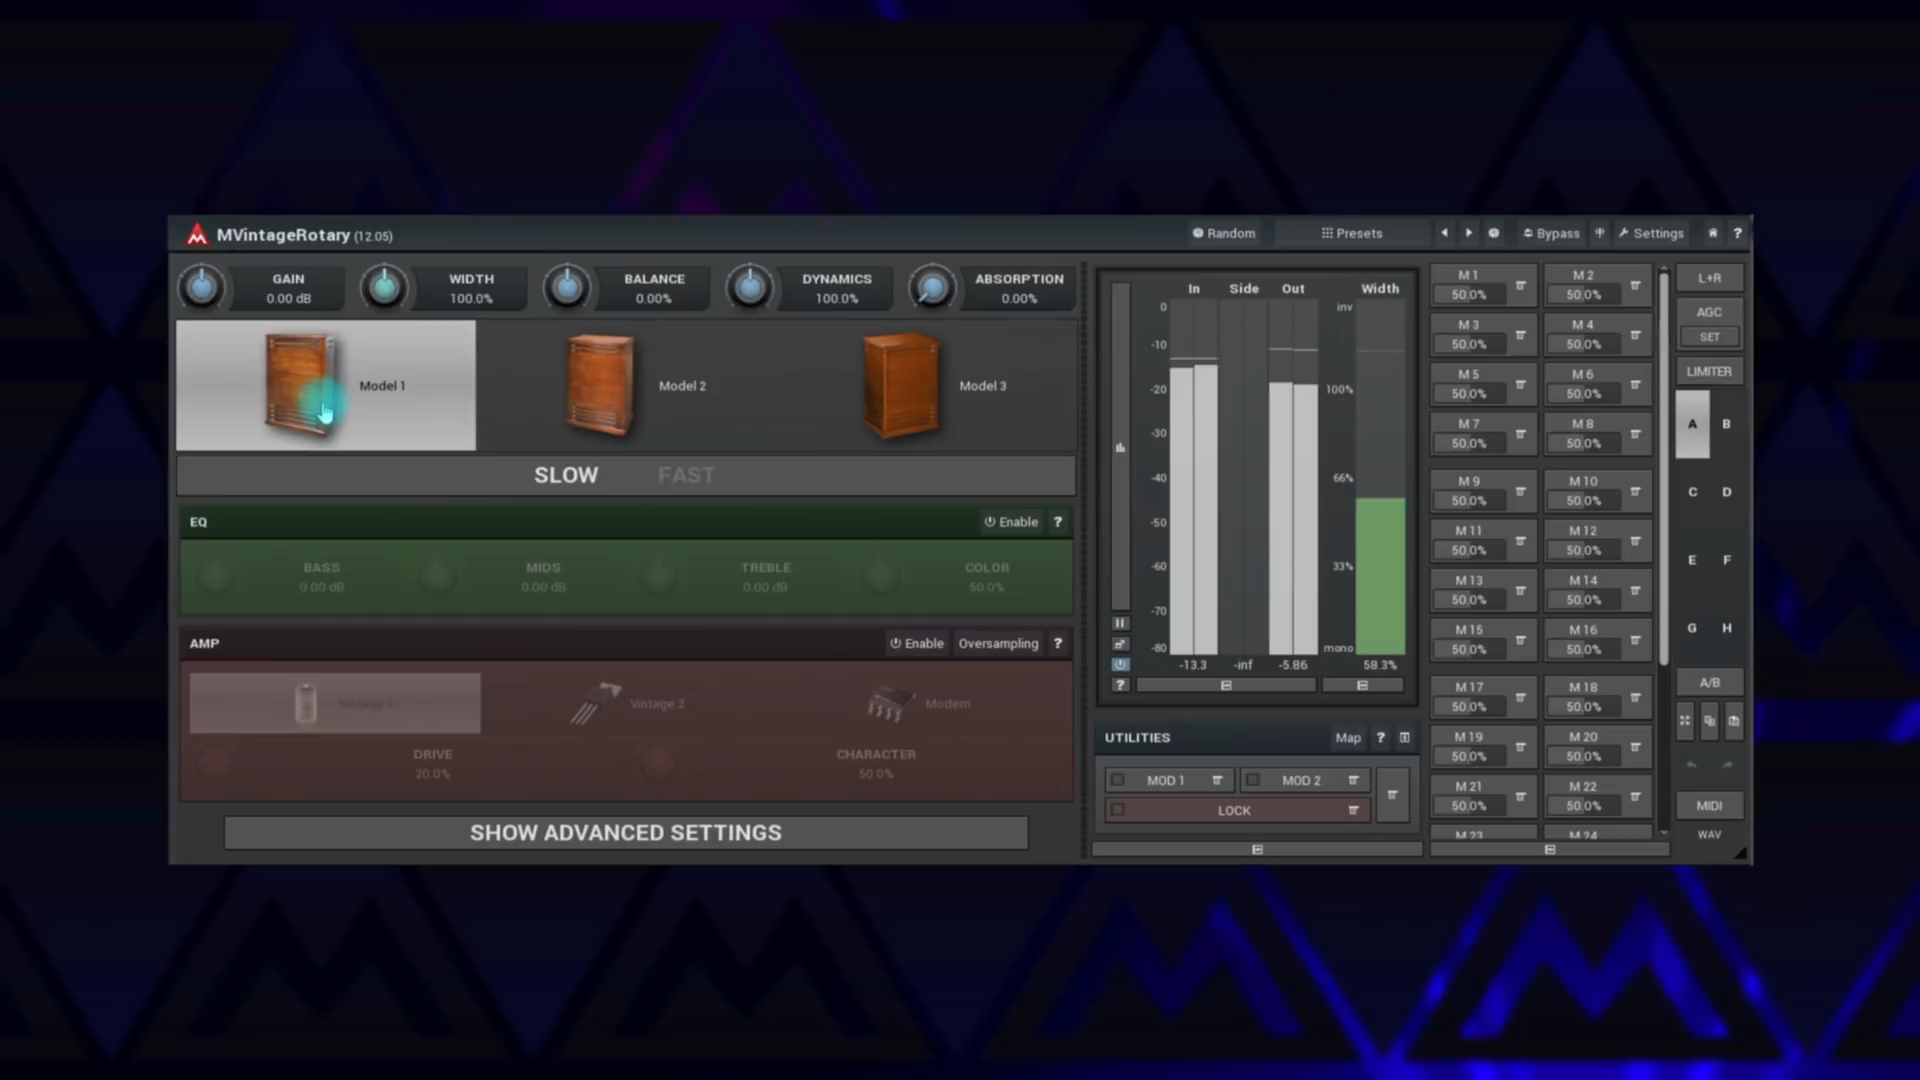 MVintageRotary (12.05)
Random
Presets
Bypass
Settings
?
GAIN
0.00 dB
WIDTH
100.0%
BALANCE
0.00%
DYNAMICS
100.0%
ABSORPTION
0.00%
Model 1
Model 2
Model 3
SLOW FAST
EQ
Enable ?
BASS
0.00 dB
MIDS
0.00 dB
TREBLE
0.00 dB
COLOR
50.0%
AMP
Enable Oversampling ?
Vintage 1
Vintage 2
Modern
DRIVE
20.0%
CHARACTER
50.0%
SHOW ADVANCED SETTINGS
In Side Out Width
0
-10
-20
-30
-40
-50
-60
-70
-80
inv
100%
66%
33%
mono
-13.3 -inf -5.86 58.3%
?
UTILITIES
Map ?
MOD 1
MOD 2
LOCK
M 1
50.0%
M 2
50.0%
M 3
50.0%
M 4
50.0%
M 5
50.0%
M 6
50.0%
M 7
50.0%
M 8
50.0%
M 9
50.0%
M 10
50.0%
M 11
50.0%
M 12
50.0%
M 13
50.0%
M 14
50.0%
M 15
50.0%
M 16
50.0%
M 17
50.0%
M 18
50.0%
M 19
50.0%
M 20
50.0%
M 21
50.0%
M 22
50.0%
M 23
M 24
L+R
AGC
SET
LIMITER
A B
C D
E F
G H
A/B
MIDI
WAV